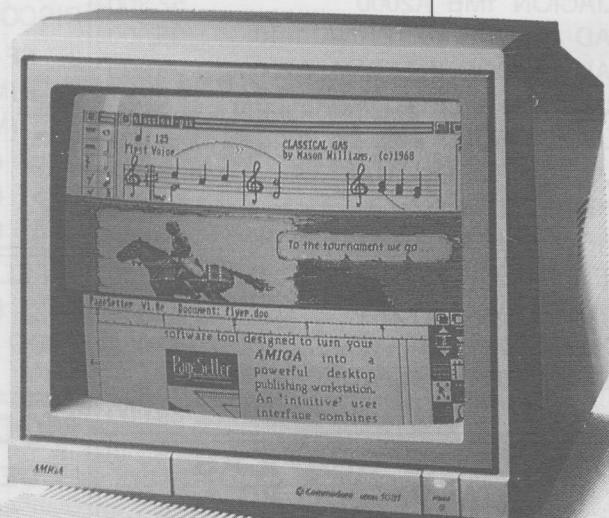 classical-gas
: 125
First Voice
CLASSICAL GAS
by Mason Williams, (c)1968
To the tournament we go ...
PageSetter V1.0e Document: flyer.doc
software tool designed to turn your
AMIGA into a
powerful desktop
publishing workstation.
An 'intuitive' user
interface combines
PageSetter
AMIGA
Commodore 1081